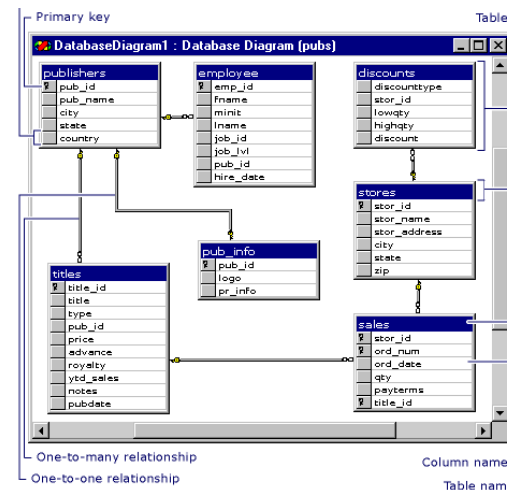 Primary key
Table
DatabaseDiagram1 : Database Diagram (pubs)
publishers
pub_id
pub_name
city
state
country
employee
emp_id
Fname
minit
lname
job_id
job_lvl
pub_id
hire_date
discounts
discounttype
stor_id
lowqty
highqty
discount
stores
stor_id
stor_name
stor_address
city
state
zip
pub_info
pub_id
logo
pr_info
titles
title_id
title
type
pub_id
price
advance
royalty
ytd_sales
notes
pubdate
sales
stor_id
ord_num
ord_date
qty
payterms
title_id
One-to-many relationship
One-to-one relationship
Column name
Table nam